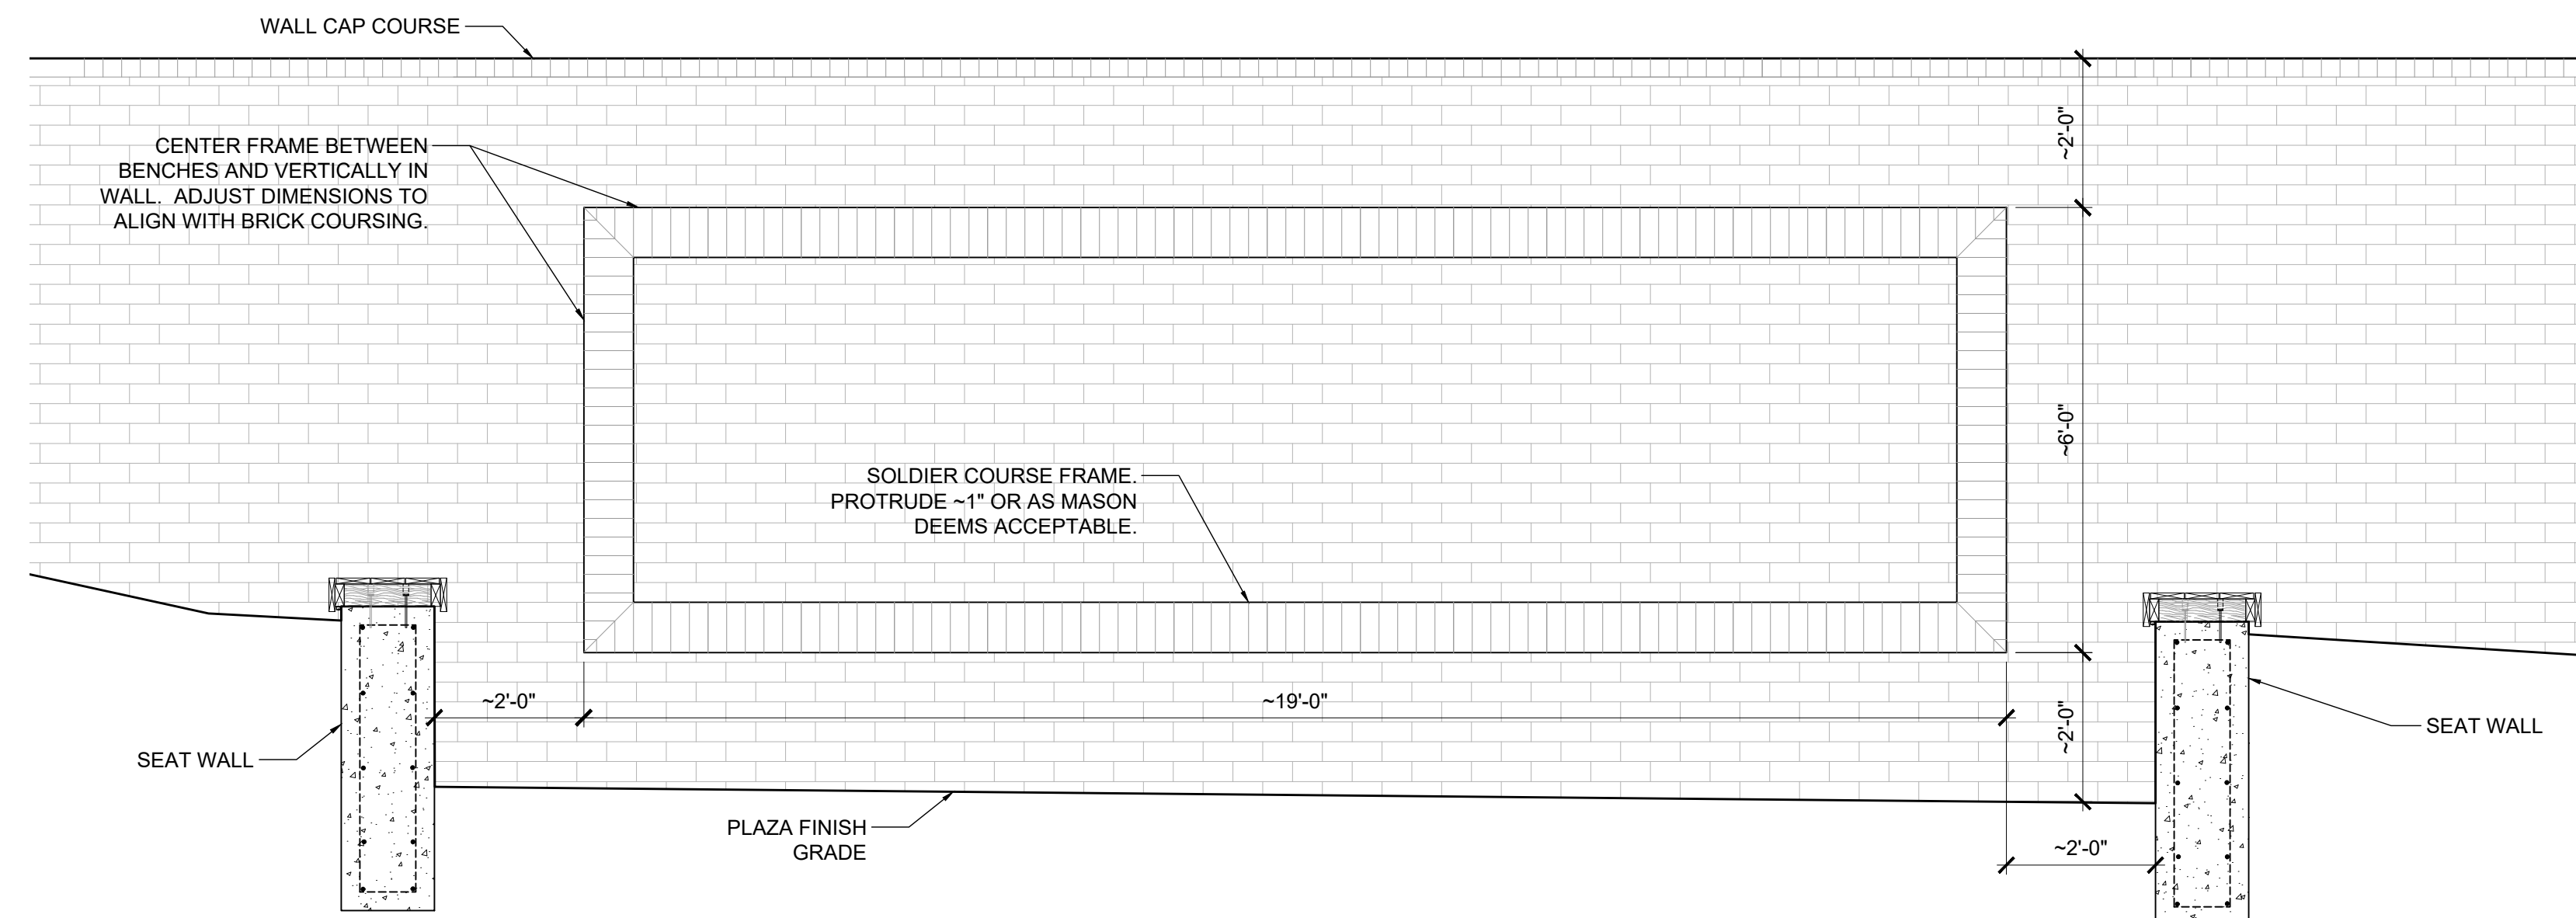 WALL CAP COURSE
CENTER FRAME BETWEEN
BENCHES AND VERTICALLY IN
WALL. ADJUST DIMENSIONS TO
ALIGN WITH BRICK COURSING.
~2'-0"
~6'-0"
SOLDIER COURSE FRAME.
PROTRUDE ~1" OR AS MASON
DEEMS ACCEPTABLE.
~2'-0"
~19'-0"
~2'-0"
SEAT WALL
SEAT WALL
PLAZA FINISH
GRADE
~2'-0"